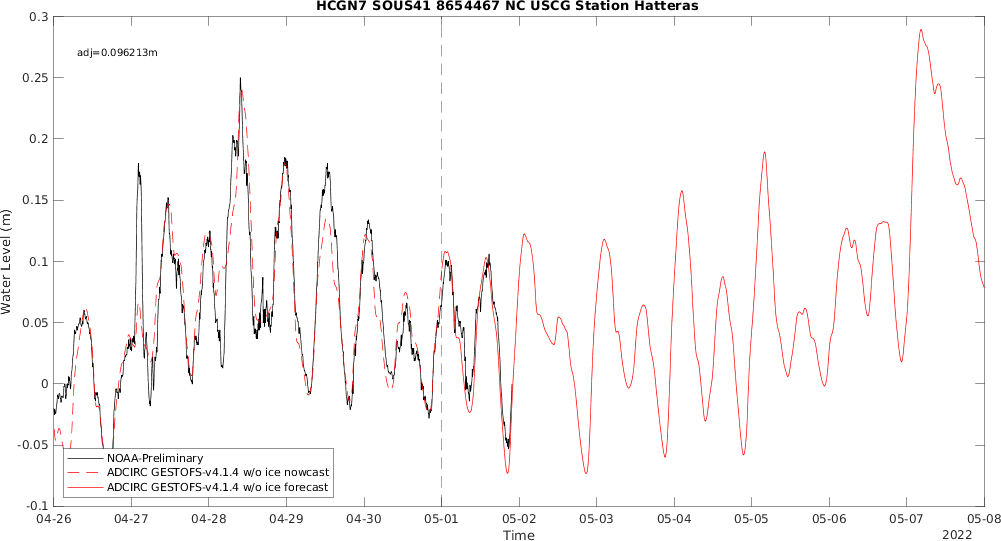 HCGN7 SOUS41 8654467 NC USCG Station Hatteras
adj=0.096213m
0.3
0.25
0.2
0.15
0.1
0.05
0
-0.05
-0.1
Water Level (m)
NOAA-Preliminary
ADCIRC GESTOFS-v4.1.4 w/o ice nowcast
ADCIRC GESTOFS-v4.1.4 w/o ice forecast
04-26 04-27 04-28 04-29 04-30 05-01 05-02 05-03 05-04 05-05 05-06 05-07 05-08
Time
2022